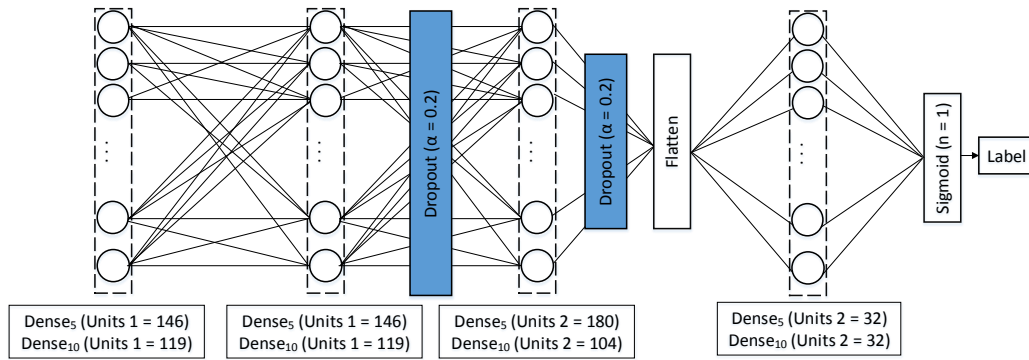 Dropout (α = 0.2)
Dropout (α = 0.2)
Flatten
Sigmoid (n = 1)
Label
...
...
...
...
Dense₅ (Units 1 = 146)
Dense₁₀ (Units 1 = 119)
Dense₅ (Units 1 = 146)
Dense₁₀ (Units 1 = 119)
Dense₅ (Units 2 = 180)
Dense₁₀ (Units 2 = 104)
Dense₅ (Units 2 = 32)
Dense₁₀ (Units 2 = 32)